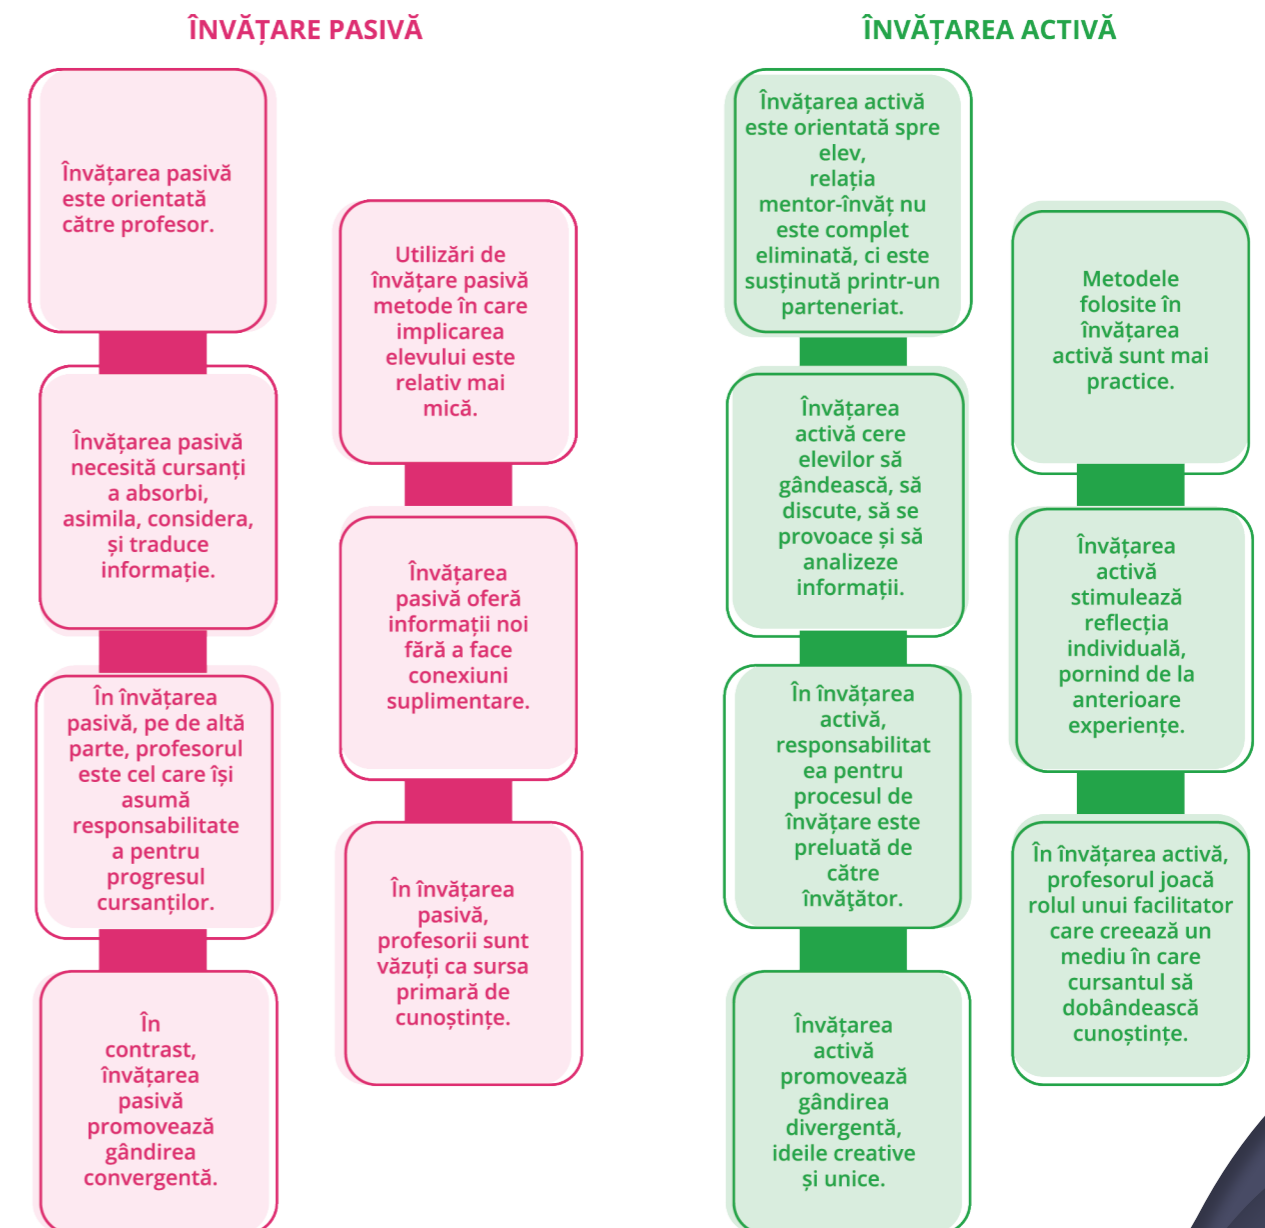 ÎNVĂȚARE PASIVĂ
Învățarea pasivă
este orientată
către profesor.
Utilizări de
învățare pasivă
metode în care
implicarea
elevului este
relativ mai
mică.
Învățarea pasivă
necesită cursanți
a absorbi,
asimila, considera,
și traduce
informație.
Învățarea
pasivă oferă
informații noi
fără a face
conexiuni
suplimentare.
În învățarea
pasivă, pe de altă
parte, profesorul
este cel care își
asumă
responsabilitate
a pentru
progresul
cursanților.
În învățarea
pasivă,
profesorii sunt
văzuți ca sursa
primară de
cunoștințe.
În
contrast,
învățarea
pasivă
promovează
gândirea
convergentă.
ÎNVĂȚAREA ACTIVĂ
Învățarea activă
este orientată spre
elev,
relația
mentor-învăț nu
este complet
eliminată, ci este
susținută printr-un
parteneriat.
Metodele
folosite în
învățarea
activă sunt mai
practice.
Învățarea
activă cere
elevilor să
gândească, să
discute, să se
provoace și să
analizeze
informații.
Învățarea
activă
stimulează
reflecția
individuală,
pornind de la
anterioare
experiențe.
În învățarea
activă,
responsabilitat
ea pentru
procesul de
învățare este
preluată de
către
învăţător.
În învățarea activă,
profesorul joacă
rolul unui facilitator
care creează un
mediu în care
cursantul să
dobândească
cunoștințe.
Învățarea
activă
promovează
gândirea
divergentă,
ideile creative
și unice.